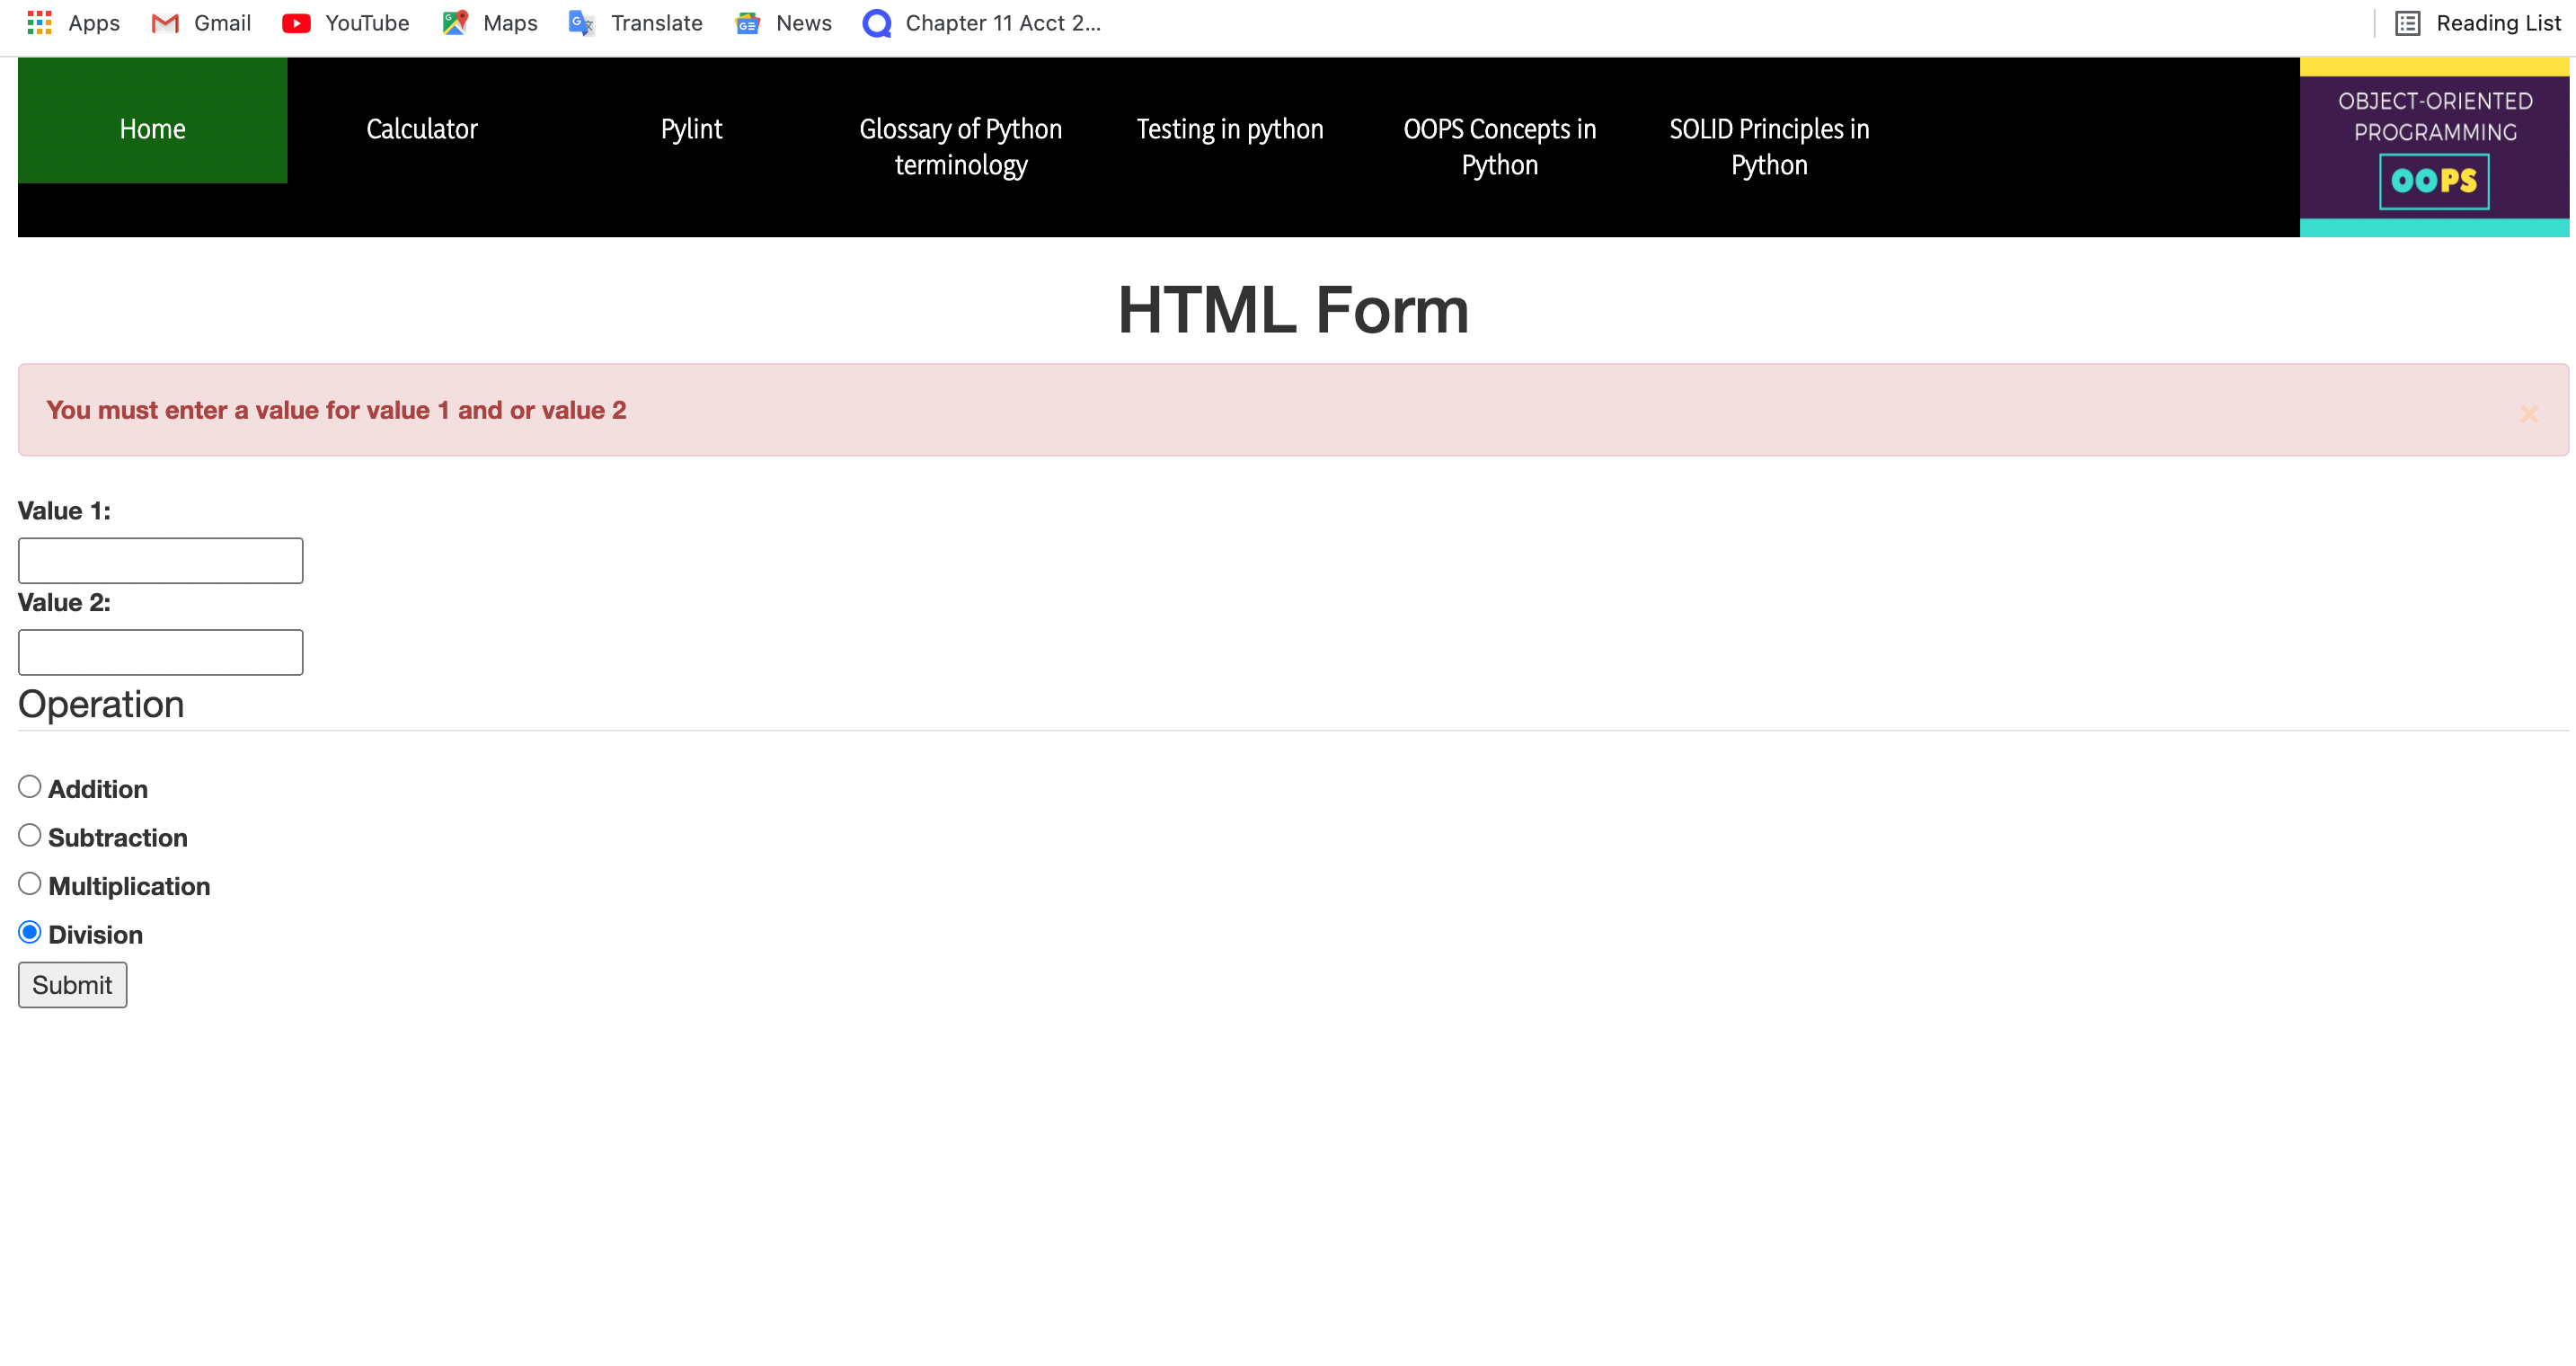 Apps Gmail YouTube Maps Translate News Chapter 11 Acct 2... Reading List
Home Calculator Pylint Glossary of Python terminology Testing in python OOPS Concepts in Python SOLID Principles in Python
OBJECT-ORIENTED
PROGRAMMING
OOPS
HTML Form
You must enter a value for value 1 and or value 2 ×
Value 1:
Value 2:
Operation
Addition
Subtraction
Multiplication
Division
Submit